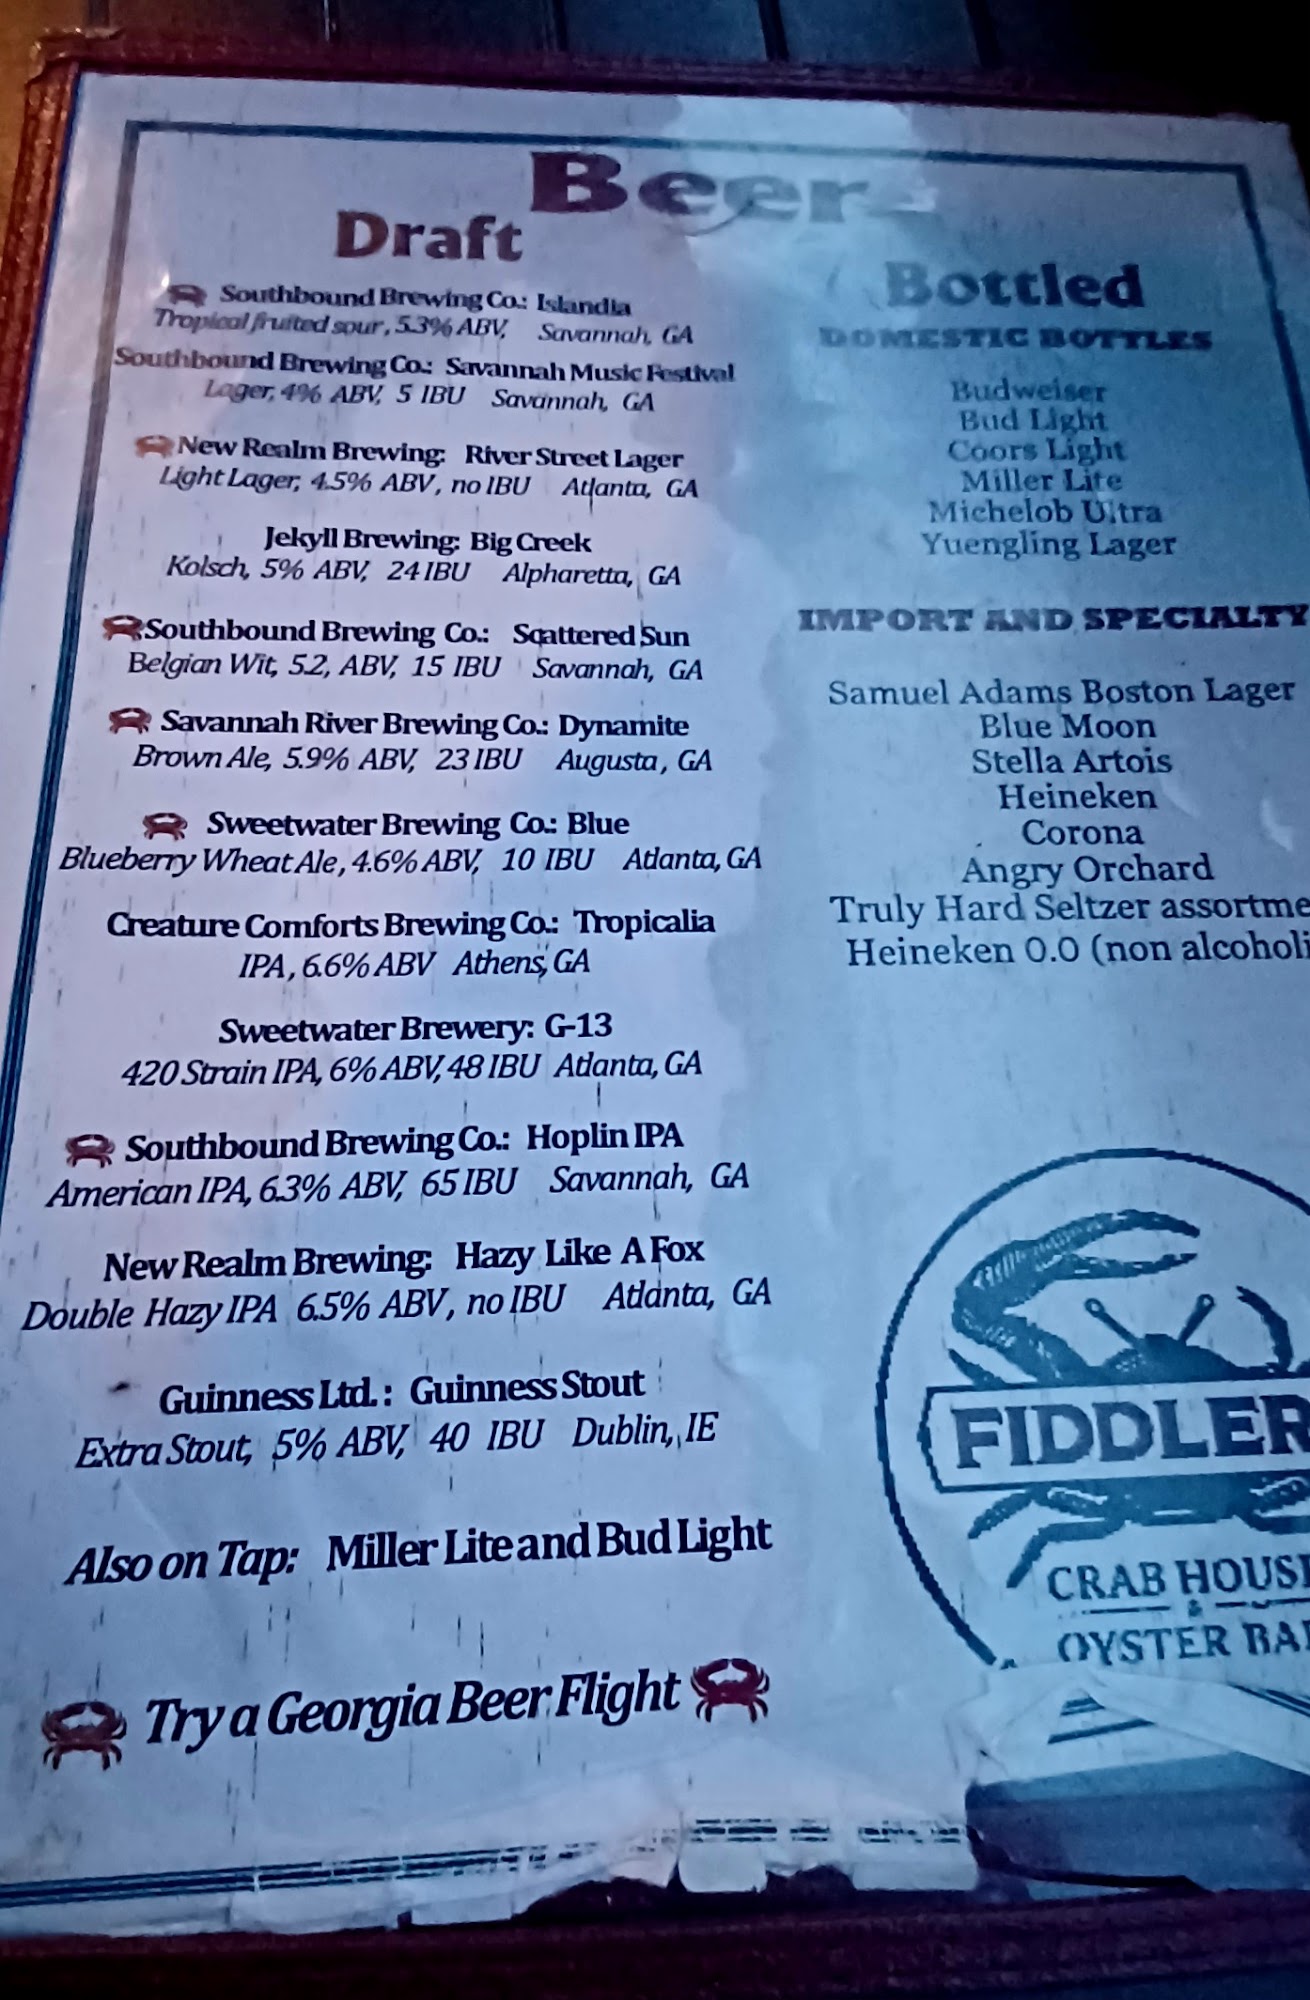 Beer
Draft
Southbound Brewing Co.: Islandia
Tropical fruited sour, 5.3% ABV, Savannah, GA
Southbound Brewing Co.: Savannah Music Festival
Lager, 4% ABV, 5 IBU Savannah, GA
New Realm Brewing: River Street Lager
Light Lager, 4.5% ABV, no IBU Atlanta, GA
Jekyll Brewing: Big Creek
Kolsch, 5% ABV, 24 IBU Alpharetta, GA
Southbound Brewing Co.: Scattered Sun
Belgian Wit, 5.2, ABV, 15 IBU Savannah, GA
Savannah River Brewing Co.: Dynamite
Brown Ale, 5.9% ABV, 23 IBU Augusta, GA
Sweetwater Brewing Co.: Blue
Blueberry Wheat Ale, 4.6% ABV, 10 IBU Atlanta, GA
Creature Comforts Brewing Co.: Tropicalia
IPA, 6.6% ABV Athens, GA
Sweetwater Brewery: G-13
420 Strain IPA, 6% ABV, 48 IBU Atlanta, GA
Southbound Brewing Co.: Hoplin IPA
American IPA, 6.3% ABV, 65 IBU Savannah, GA
New Realm Brewing: Hazy Like A Fox
Double Hazy IPA 6.5% ABV, no IBU Atlanta, GA
Guinness Ltd.: Guinness Stout
Extra Stout, 5% ABV, 40 IBU Dublin, IE
Also on Tap: Miller Lite and Bud Light
Try a Georgia Beer Flight
Bottled
DOMESTIC BOTTLES
Budweiser
Bud Light
Coors Light
Miller Lite
Michelob Ultra
Yuengling Lager
IMPORT AND SPECIALTY
Samuel Adams Boston Lager
Blue Moon
Stella Artois
Heineken
Corona
Angry Orchard
Truly Hard Seltzer assortme
Heineken 0.0 (non alcoholi
FIDDLER
CRAB HOUSE
&
OYSTER BAR